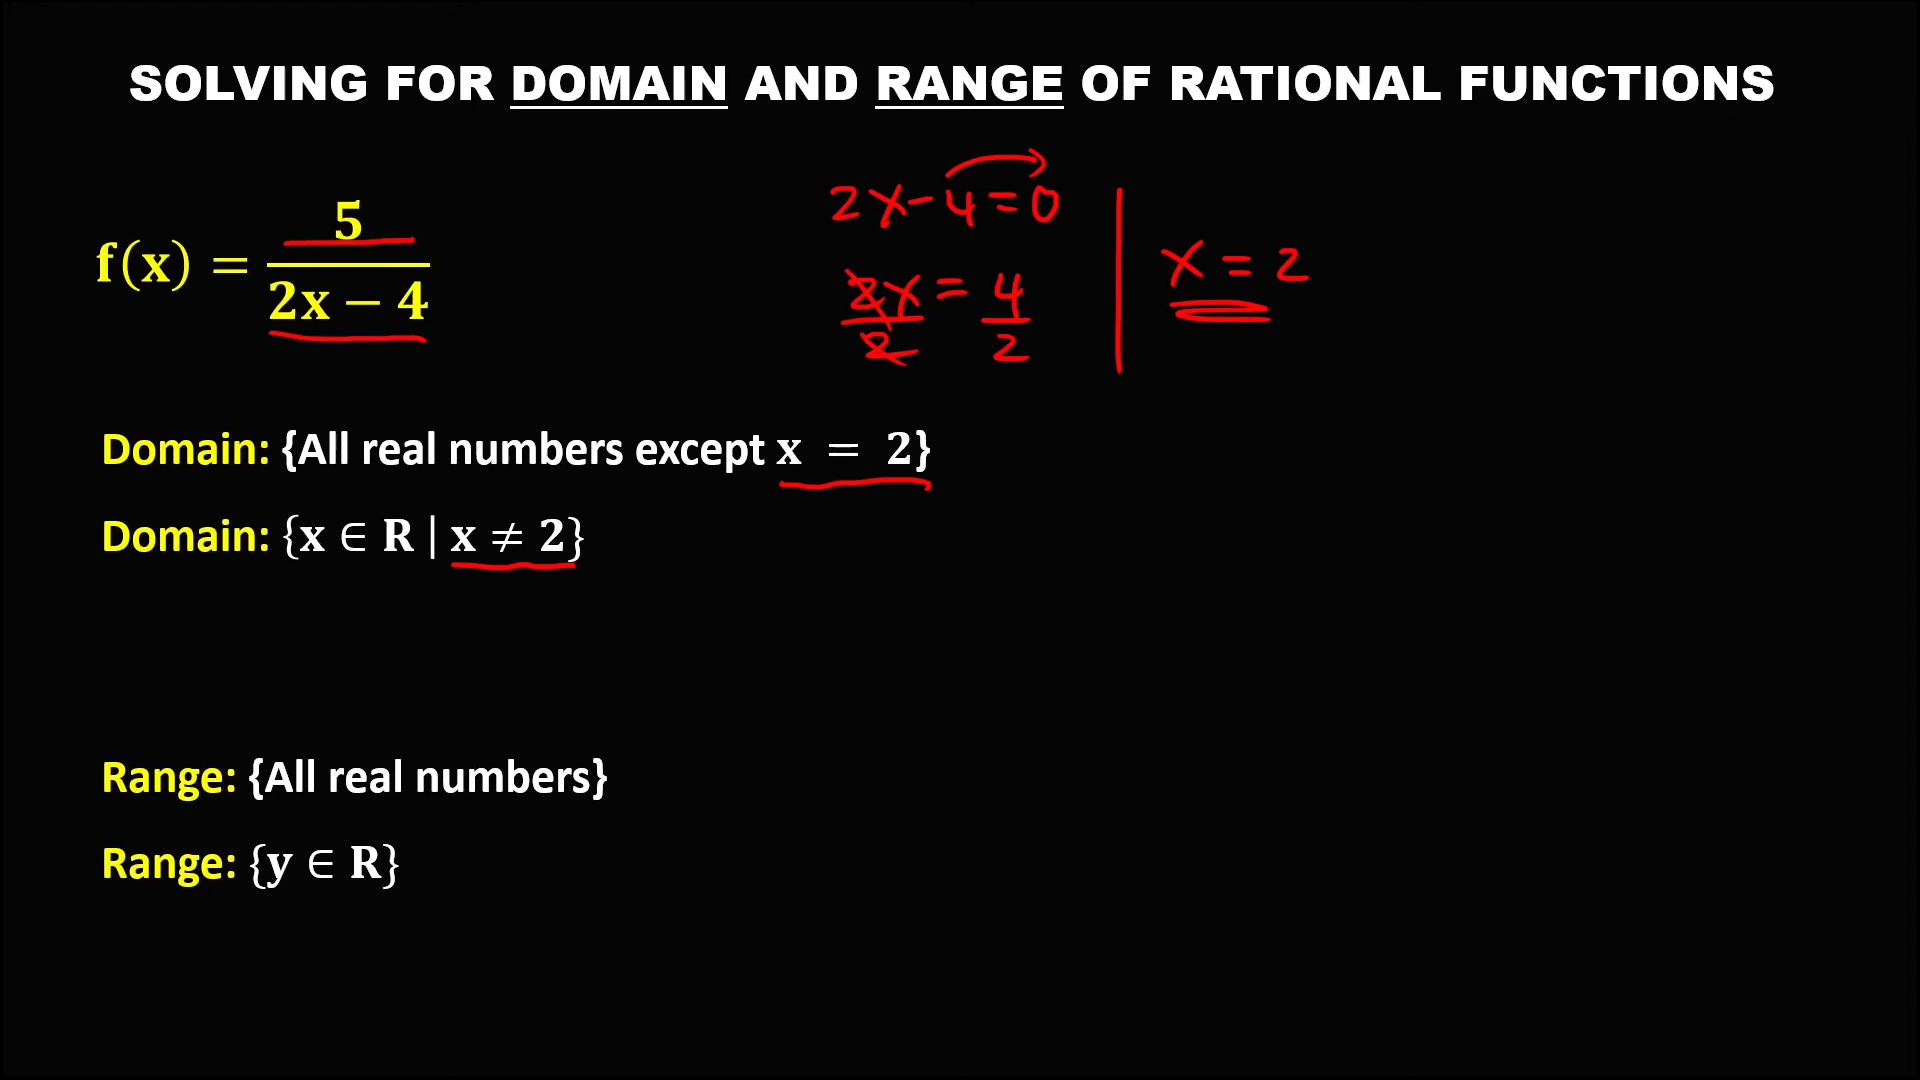 SOLVING FOR DOMAIN AND RANGE OF RATIONAL FUNCTIONS
f(x) = 5 / 2x − 4
2x − 4 = 0
2x / 2 = 4 / 2
x = 2
Domain: {All real numbers except x = 2}
Domain: {x ∈ R | x ≠ 2}
Range: {All real numbers}
Range: {y ∈ R}